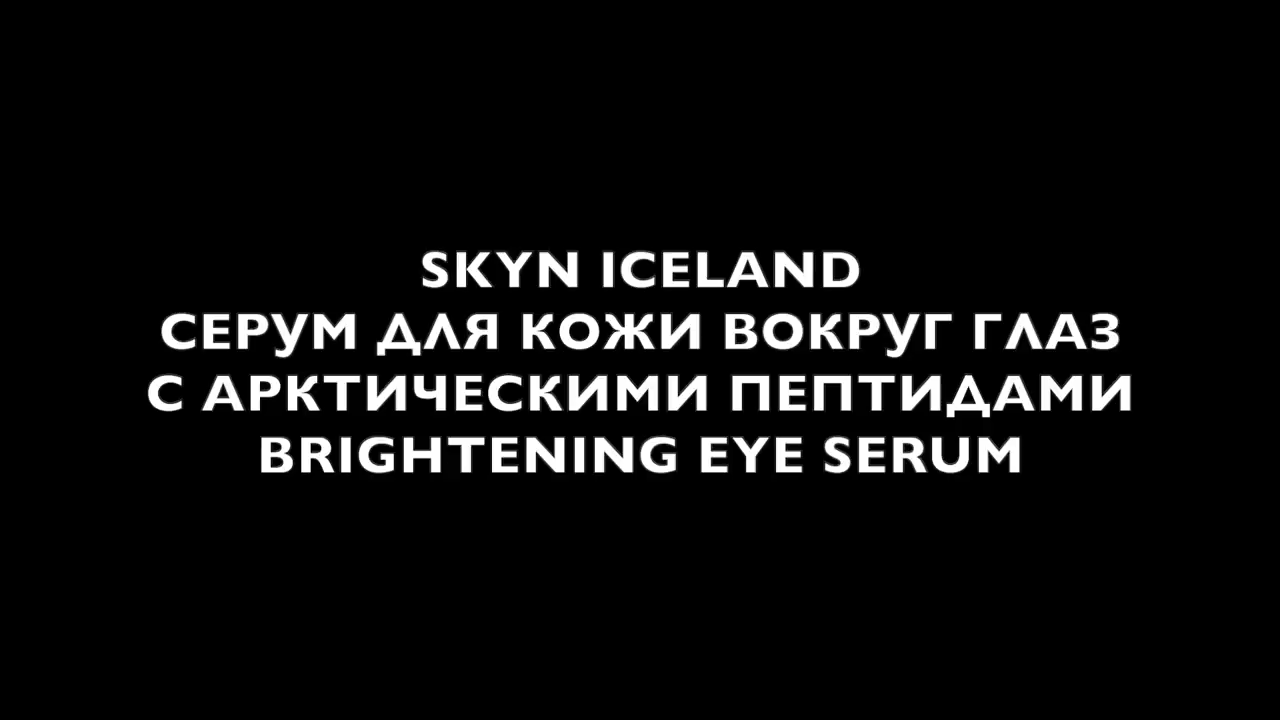 SKYN ICELAND
СЕРУМ ДЛЯ КОЖИ ВОКРУГ ГЛАЗ
С АРКТИЧЕСКИМИ ПЕПТИДАМИ
BRIGHTENING EYE SERUM